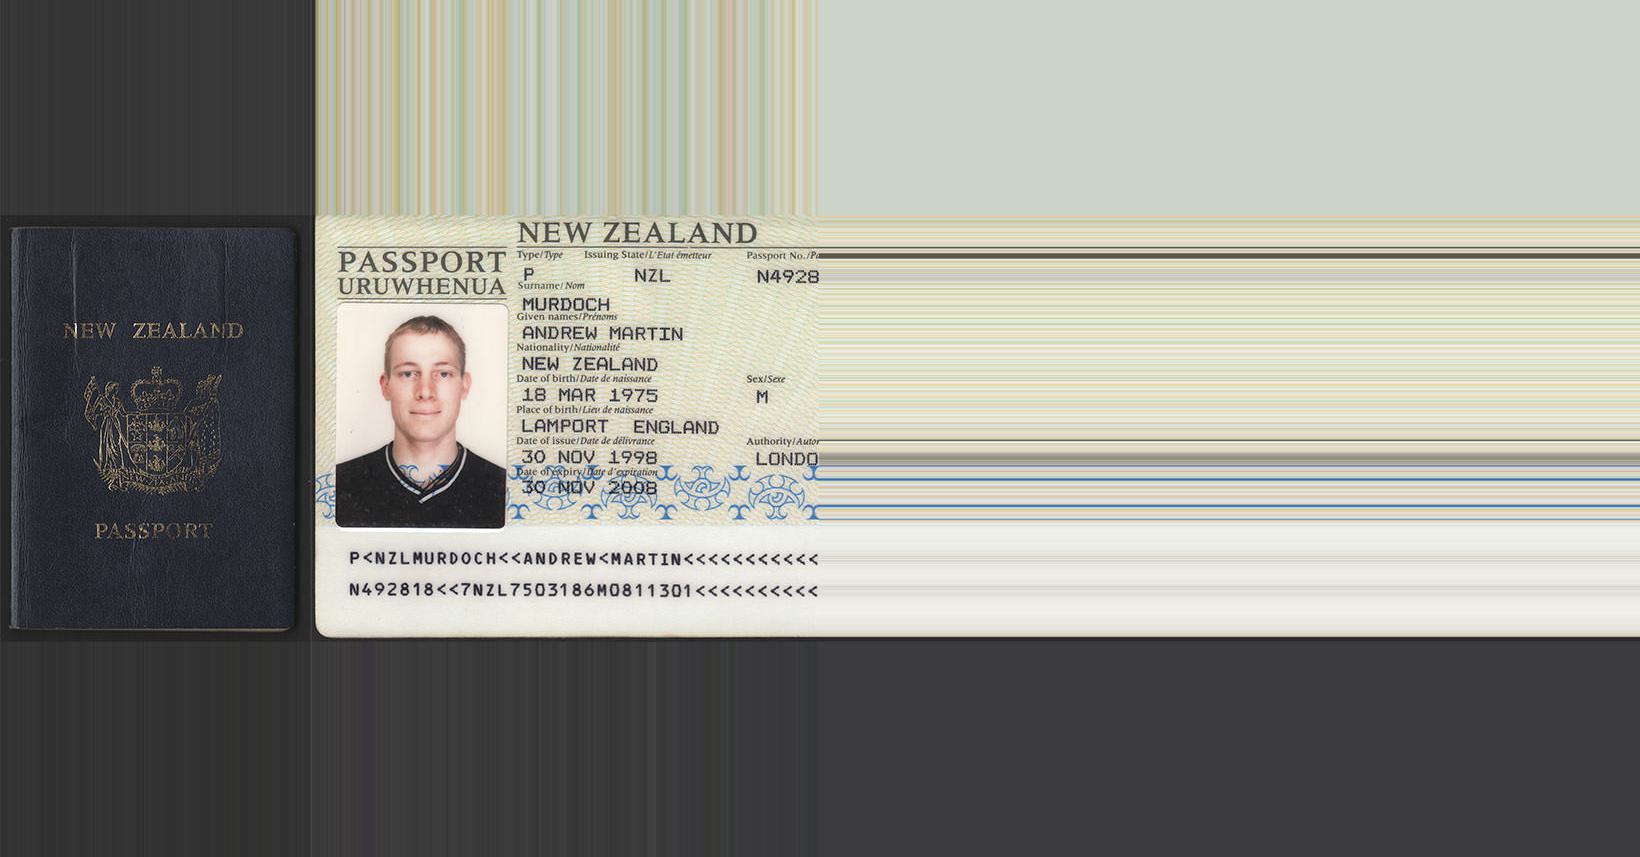 NEW ZEALAND
PASSPORT
PASSPORT
URUWHENUA
NEW ZEALAND
Type/Type Issuing State/L'Etat émetteur Passport No./Pa
P NZL N4928
Surname/Nom
MURDOCH
Given names/Prénoms
ANDREW MARTIN
Nationality/Nationalité
NEW ZEALAND
Date of birth/Date de naissance Sex/Sexe
18 MAR 1975 M
Place of birth/Lieu de naissance
LAMPORT ENGLAND
Date of issue/Date de délivrance Authority/Autor
30 NOV 1998 LONDO
Date of expiry/Date d'expiration
30 NOV 2008
P<NZLMURDOCH<<ANDREW<MARTIN<<<<<<<<<<<
N492818<<7NZL7503186M0811301<<<<<<<<<<